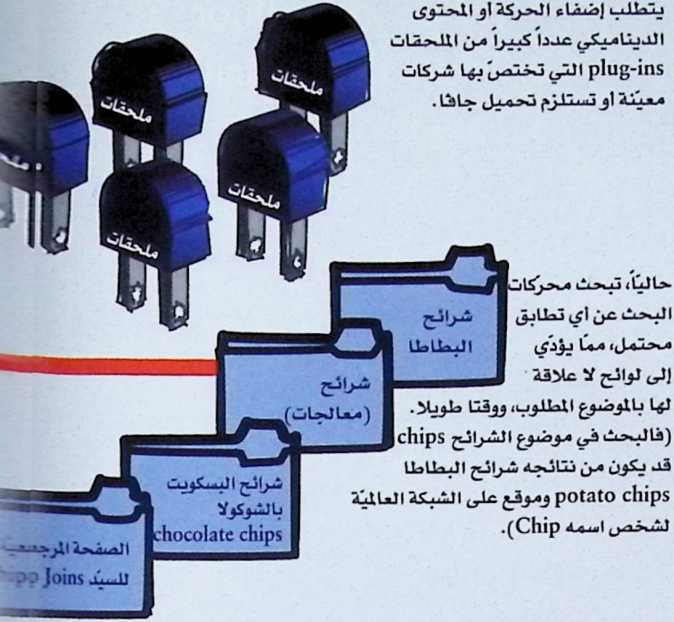 يتطلب إضفاء الحركة أو المحتوى
الديناميكي عدداً كبيراً من الملحقات
plug-ins التي تختصّ بها شركات
معيّنة أو تستلزم تحميل جافا.
ملحقات
ملحقات
ملحقات
ملحقات
حاليّاً، تبحث محرّكات
البحث عن أي تطابق
محتمل، ممّا يؤدّي
إلى لوائح لا علاقة
لها بالموضوع المطلوب، ووقتا طويلا.
(فالبحث في موضوع الشرائح chips
قد يكون من نتائجه شرائح البطاطا
potato chips وموقع على الشبكة العالميّة
لشخص اسمه Chip).
شرائح
البطاطا
شرائح
(معالجات)
شرائح البسكويت
بالشوكولا
chocolate chips
الصفحة المرجعية
للسيّد Joins